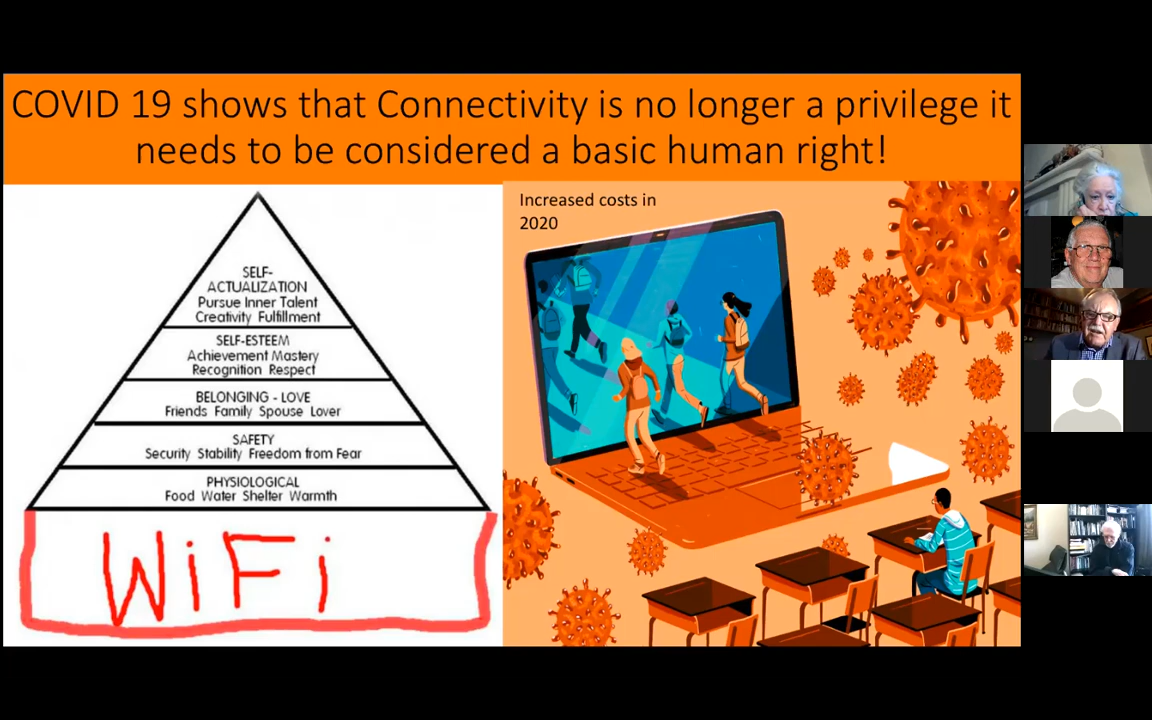 COVID 19 shows that Connectivity is no longer a privilege it
needs to be considered a basic human right!
SELF-
ACTUALIZATION
Pursue Inner Talent
Creativity Fulfillment
SELF-ESTEEM
Achievement Mastery
Recognition Respect
BELONGING - LOVE
Friends Family Spouse Lover
SAFETY
Security Stability Freedom from Fear
PHYSIOLOGICAL
Food Water Shelter Warmth
WiFi
Increased costs in
2020